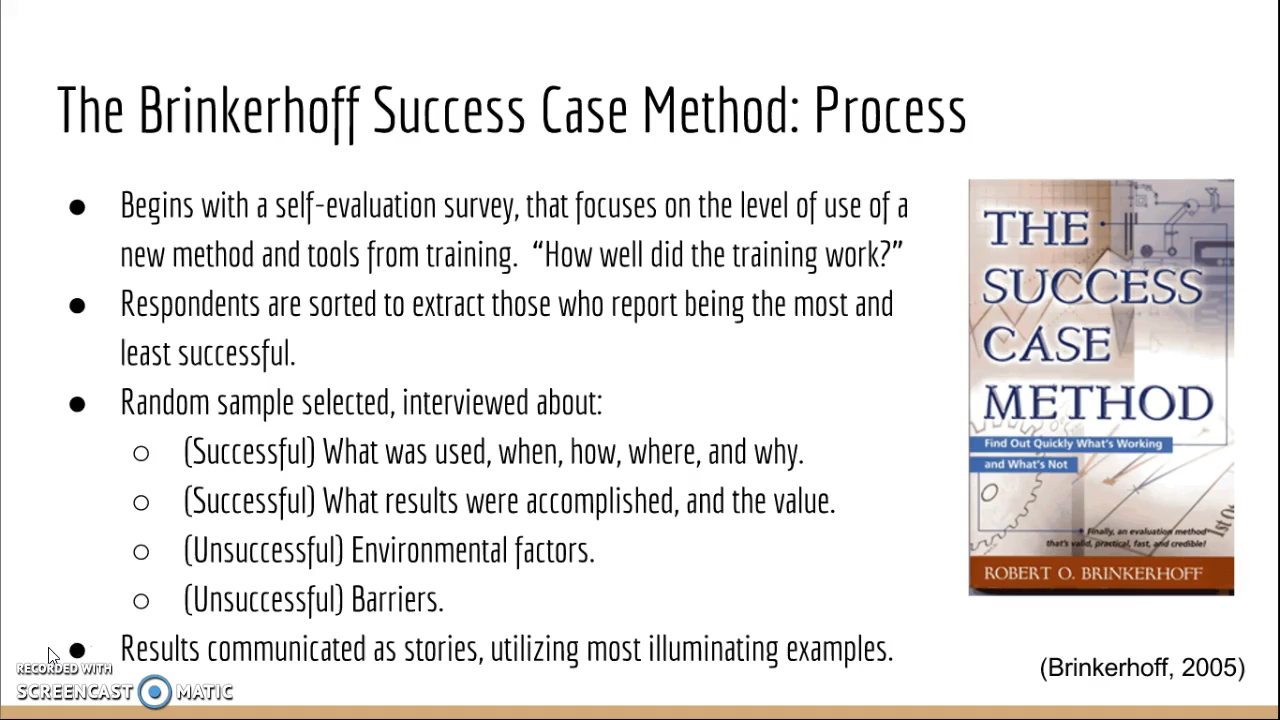 The Brinkerhoff Success Case Method: Process
● Begins with a self-evaluation survey, that focuses on the level of use of a
new method and tools from training.  “How well did the training work?”
● Respondents are sorted to extract those who report being the most and
least successful.
● Random sample selected, interviewed about:
○ (Successful) What was used, when, how, where, and why.
○ (Successful) What results were accomplished, and the value.
○ (Unsuccessful) Environmental factors.
○ (Unsuccessful) Barriers.
● Results communicated as stories, utilizing most illuminating examples.
THE
SUCCESS
CASE
METHOD
Find Out Quickly What's Working
and What's Not
Finally, an evaluation method
that's valid, practical, fast, and credible!
ROBERT O. BRINKERHOFF
(Brinkerhoff, 2005)
RECORDED WITH
SCREENCAST MATIC